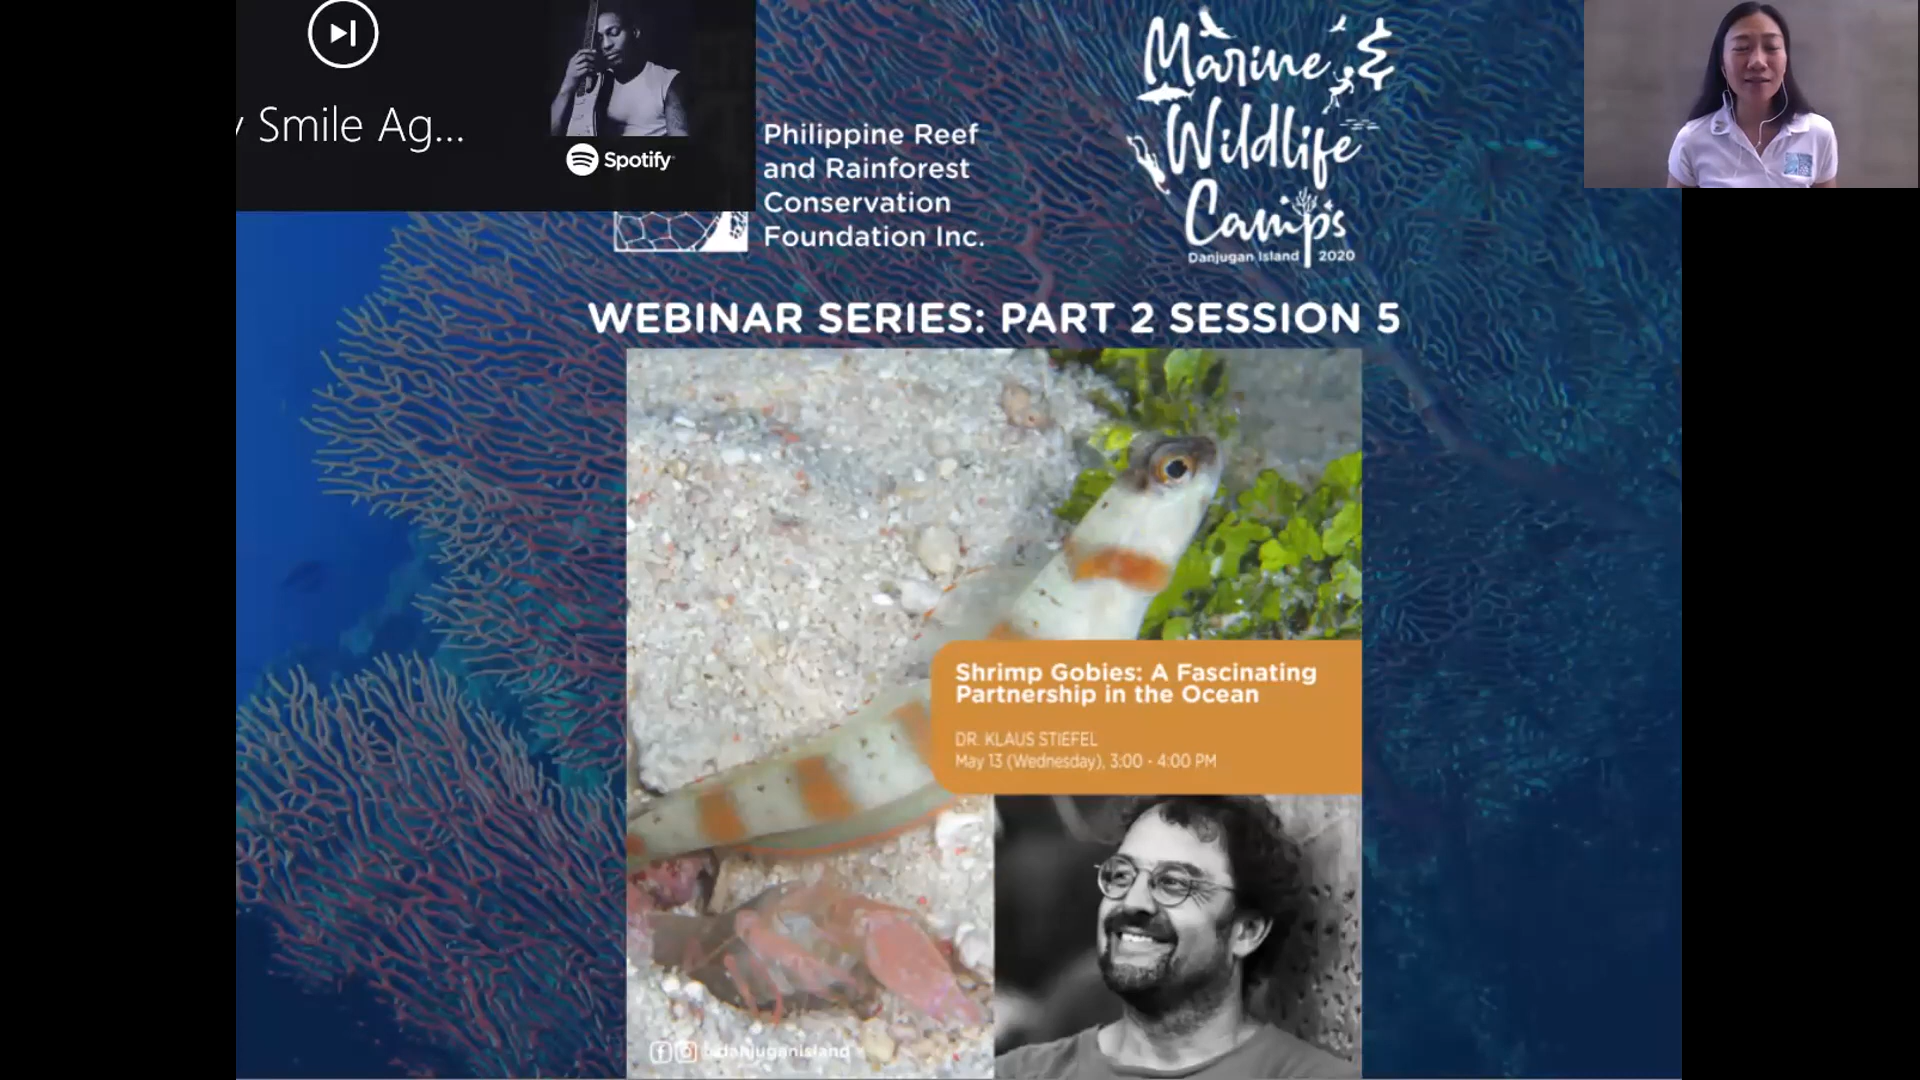 Smile Ag...
Spotify
Philippine Reef
and Rainforest
Conservation
Foundation Inc.
Marine &
Wildlife
Camps
Danjugan Island 2020
WEBINAR SERIES: PART 2 SESSION 5
Shrimp Gobies: A Fascinating
Partnership in the Ocean
DR. KLAUS STIEFEL
May 13 (Wednesday), 3:00 - 4:00 PM
danjuganisland